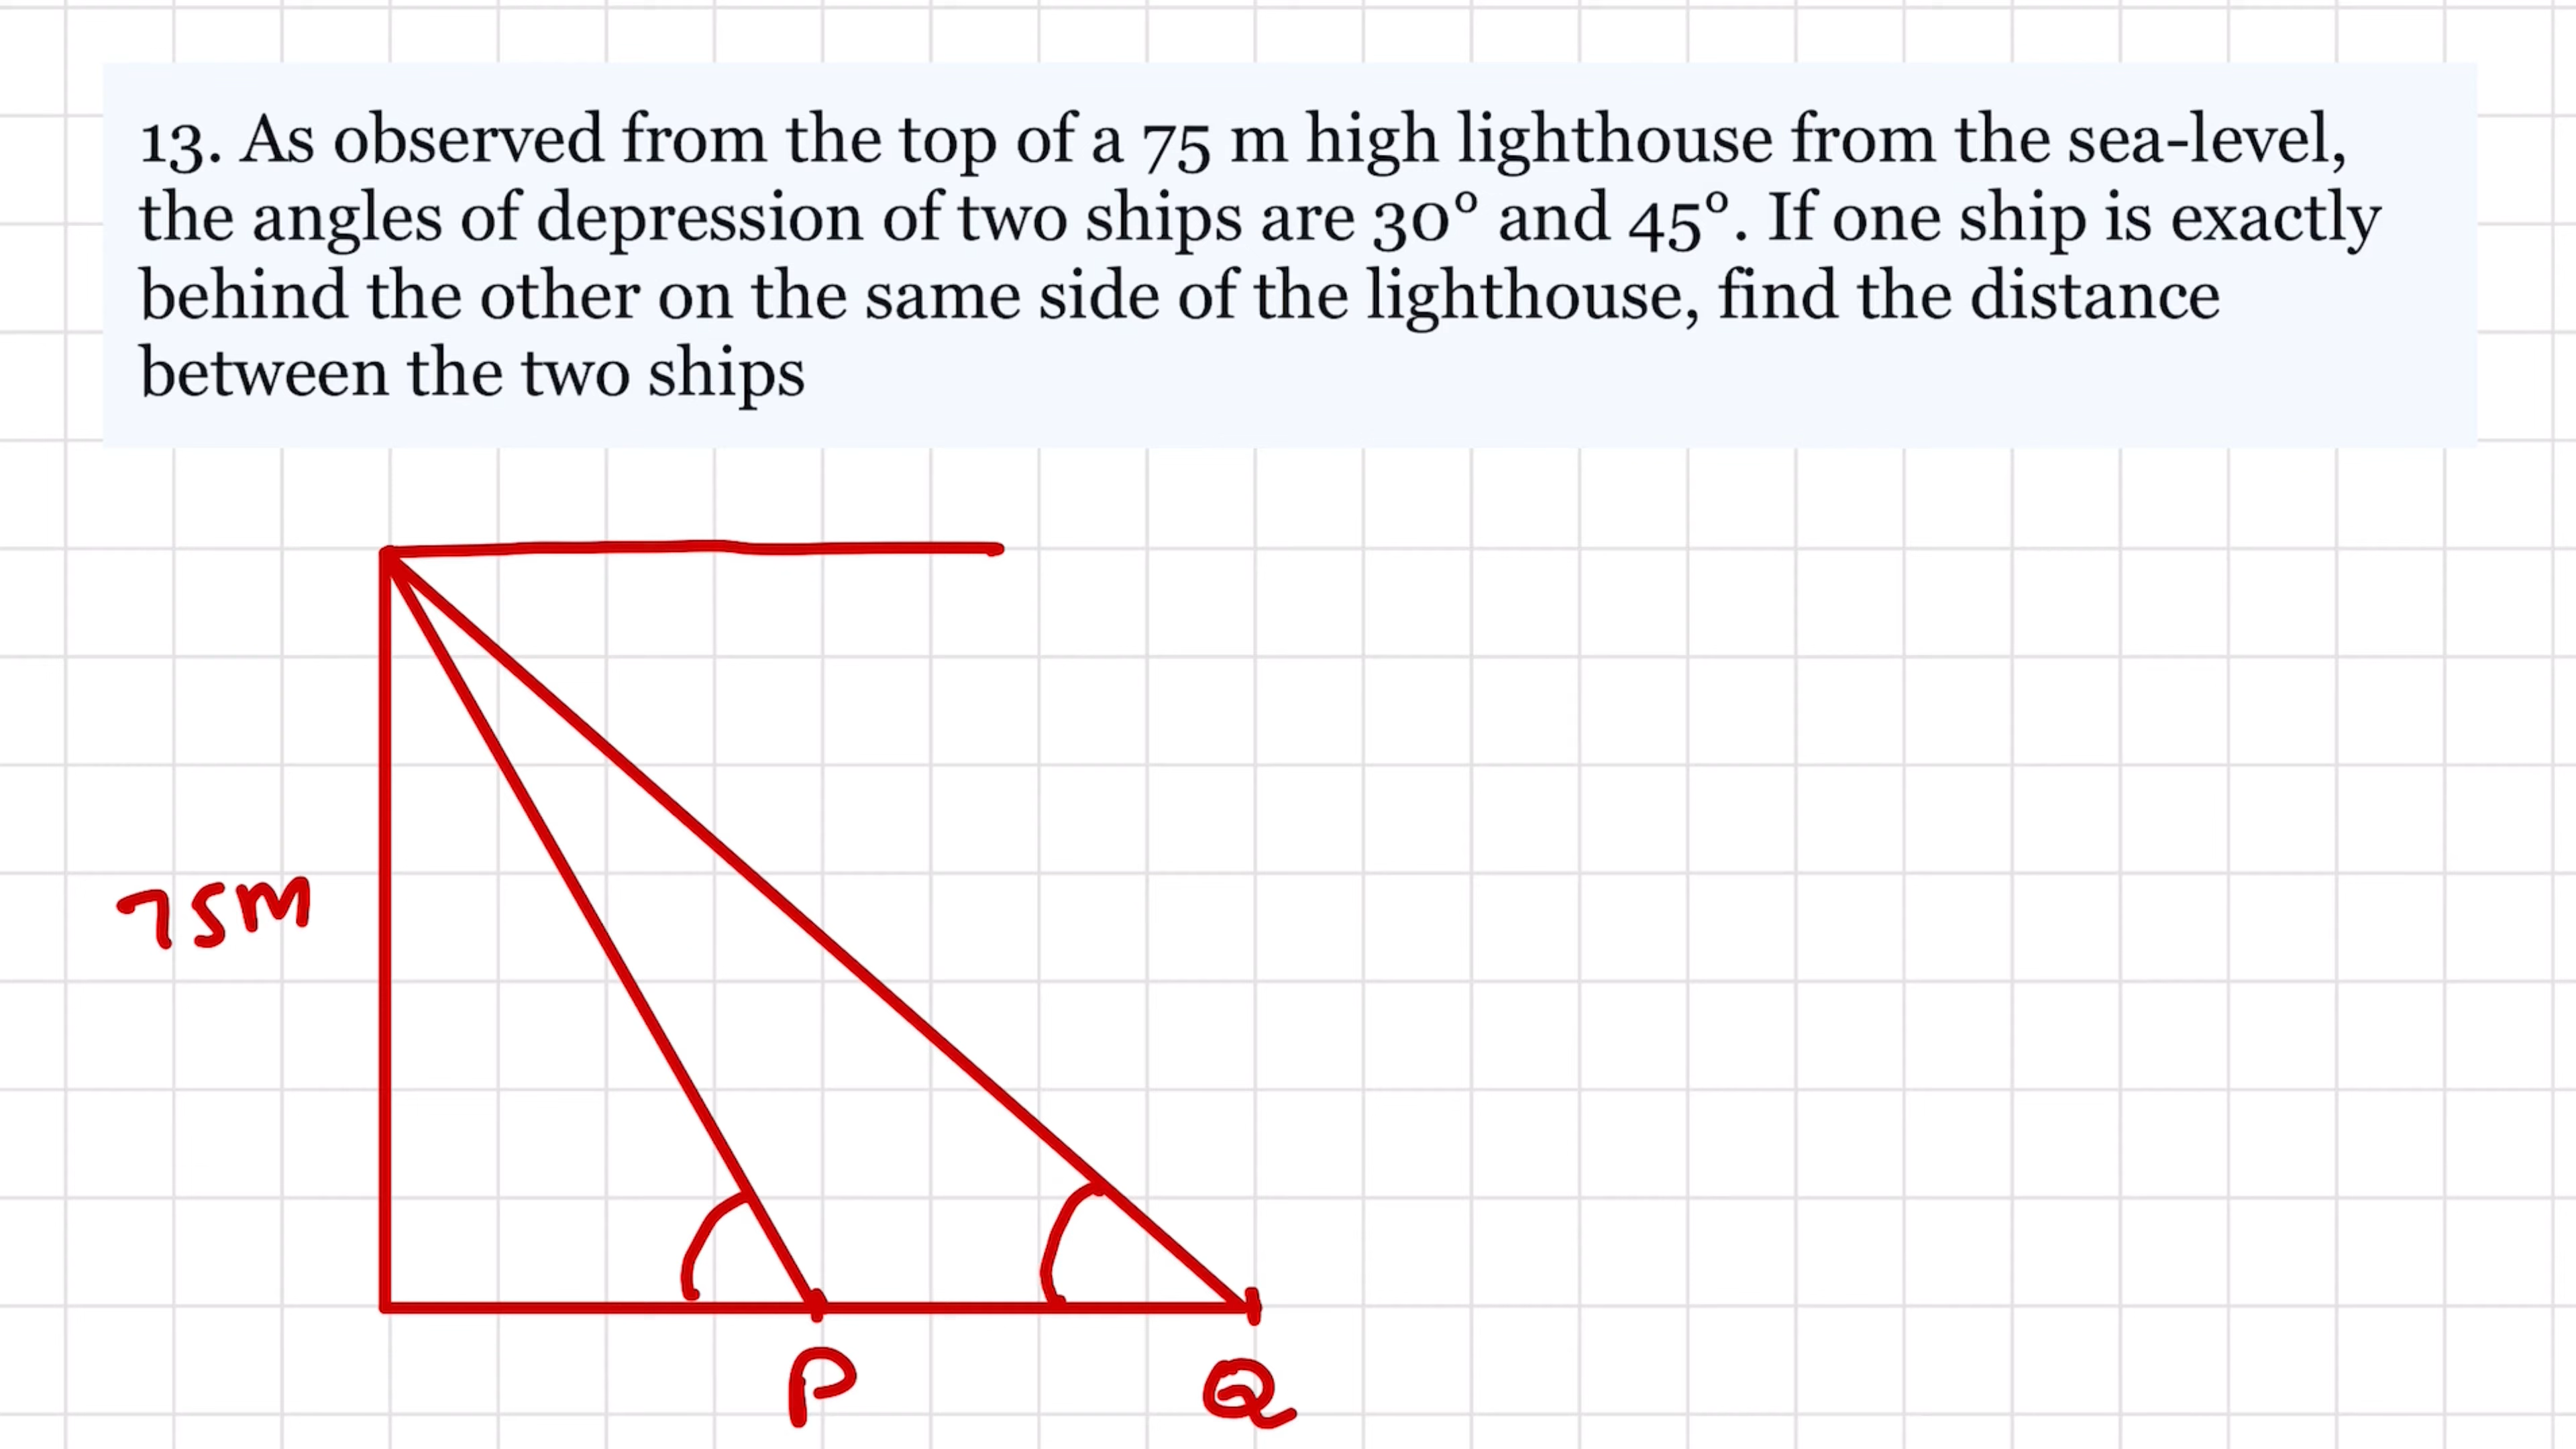 13. As observed from the top of a 75 m high lighthouse from the sea-level,
the angles of depression of two ships are 30° and 45°. If one ship is exactly
behind the other on the same side of the lighthouse, find the distance
between the two ships
75m
P
Q